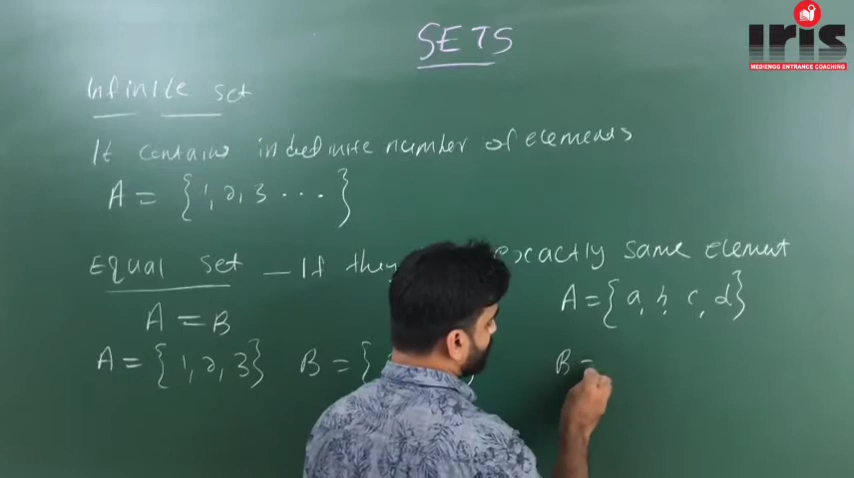 SETS
iris
MEDI ENGG ENTRANCE COACHING
Infinite set
It contains indefinite number of elements
A = {1, 2, 3 ...}
Equal set - If they exactly same element
A = B
A = {a, b, c, d}
A = {1, 2, 3} B = {
B =